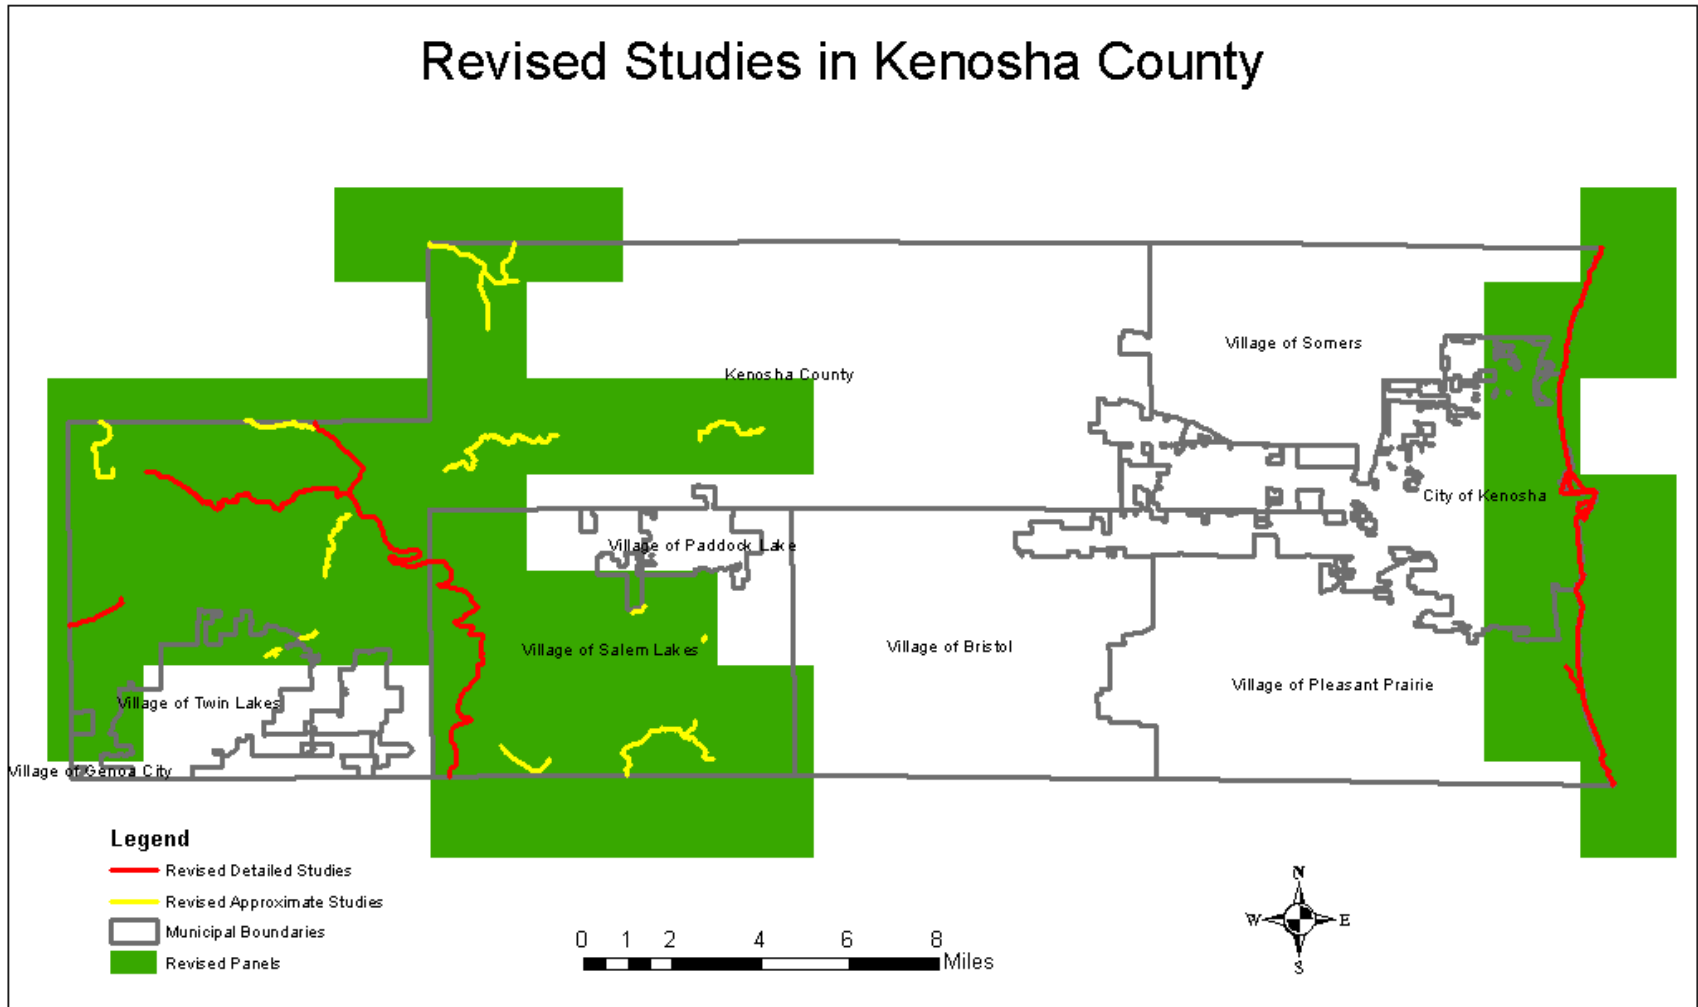 Revised Studies in Kenosha County
Village of Somers
Kenosha County
City of Kenosha
Village of Paddock Lake
Village of Salem Lakes
Village of Bristol
Village of Pleasant Prairie
Village of Twin Lakes
Village of Genoa City
Legend
Revised Detailed Studies
Revised Approximate Studies
Municipal Boundaries
Revised Panels
0 1 2 4 6 8
Miles
N
W E
S